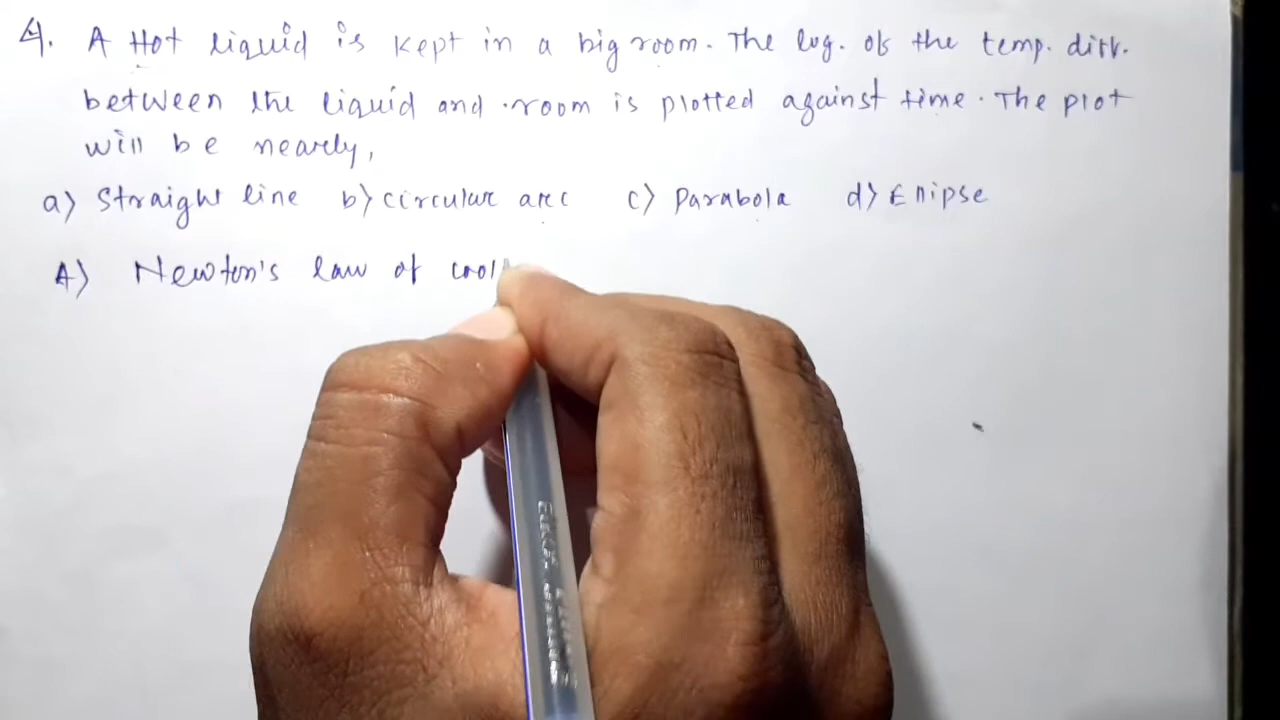 4. A Hot liquid is kept in a big room. The log. of the temp. diff.
between the liquid and room is plotted against time. The plot
will be nearly,
a) Straight line b) circular arc c) Parabola d) Ellipse
A) Newton's law of cool